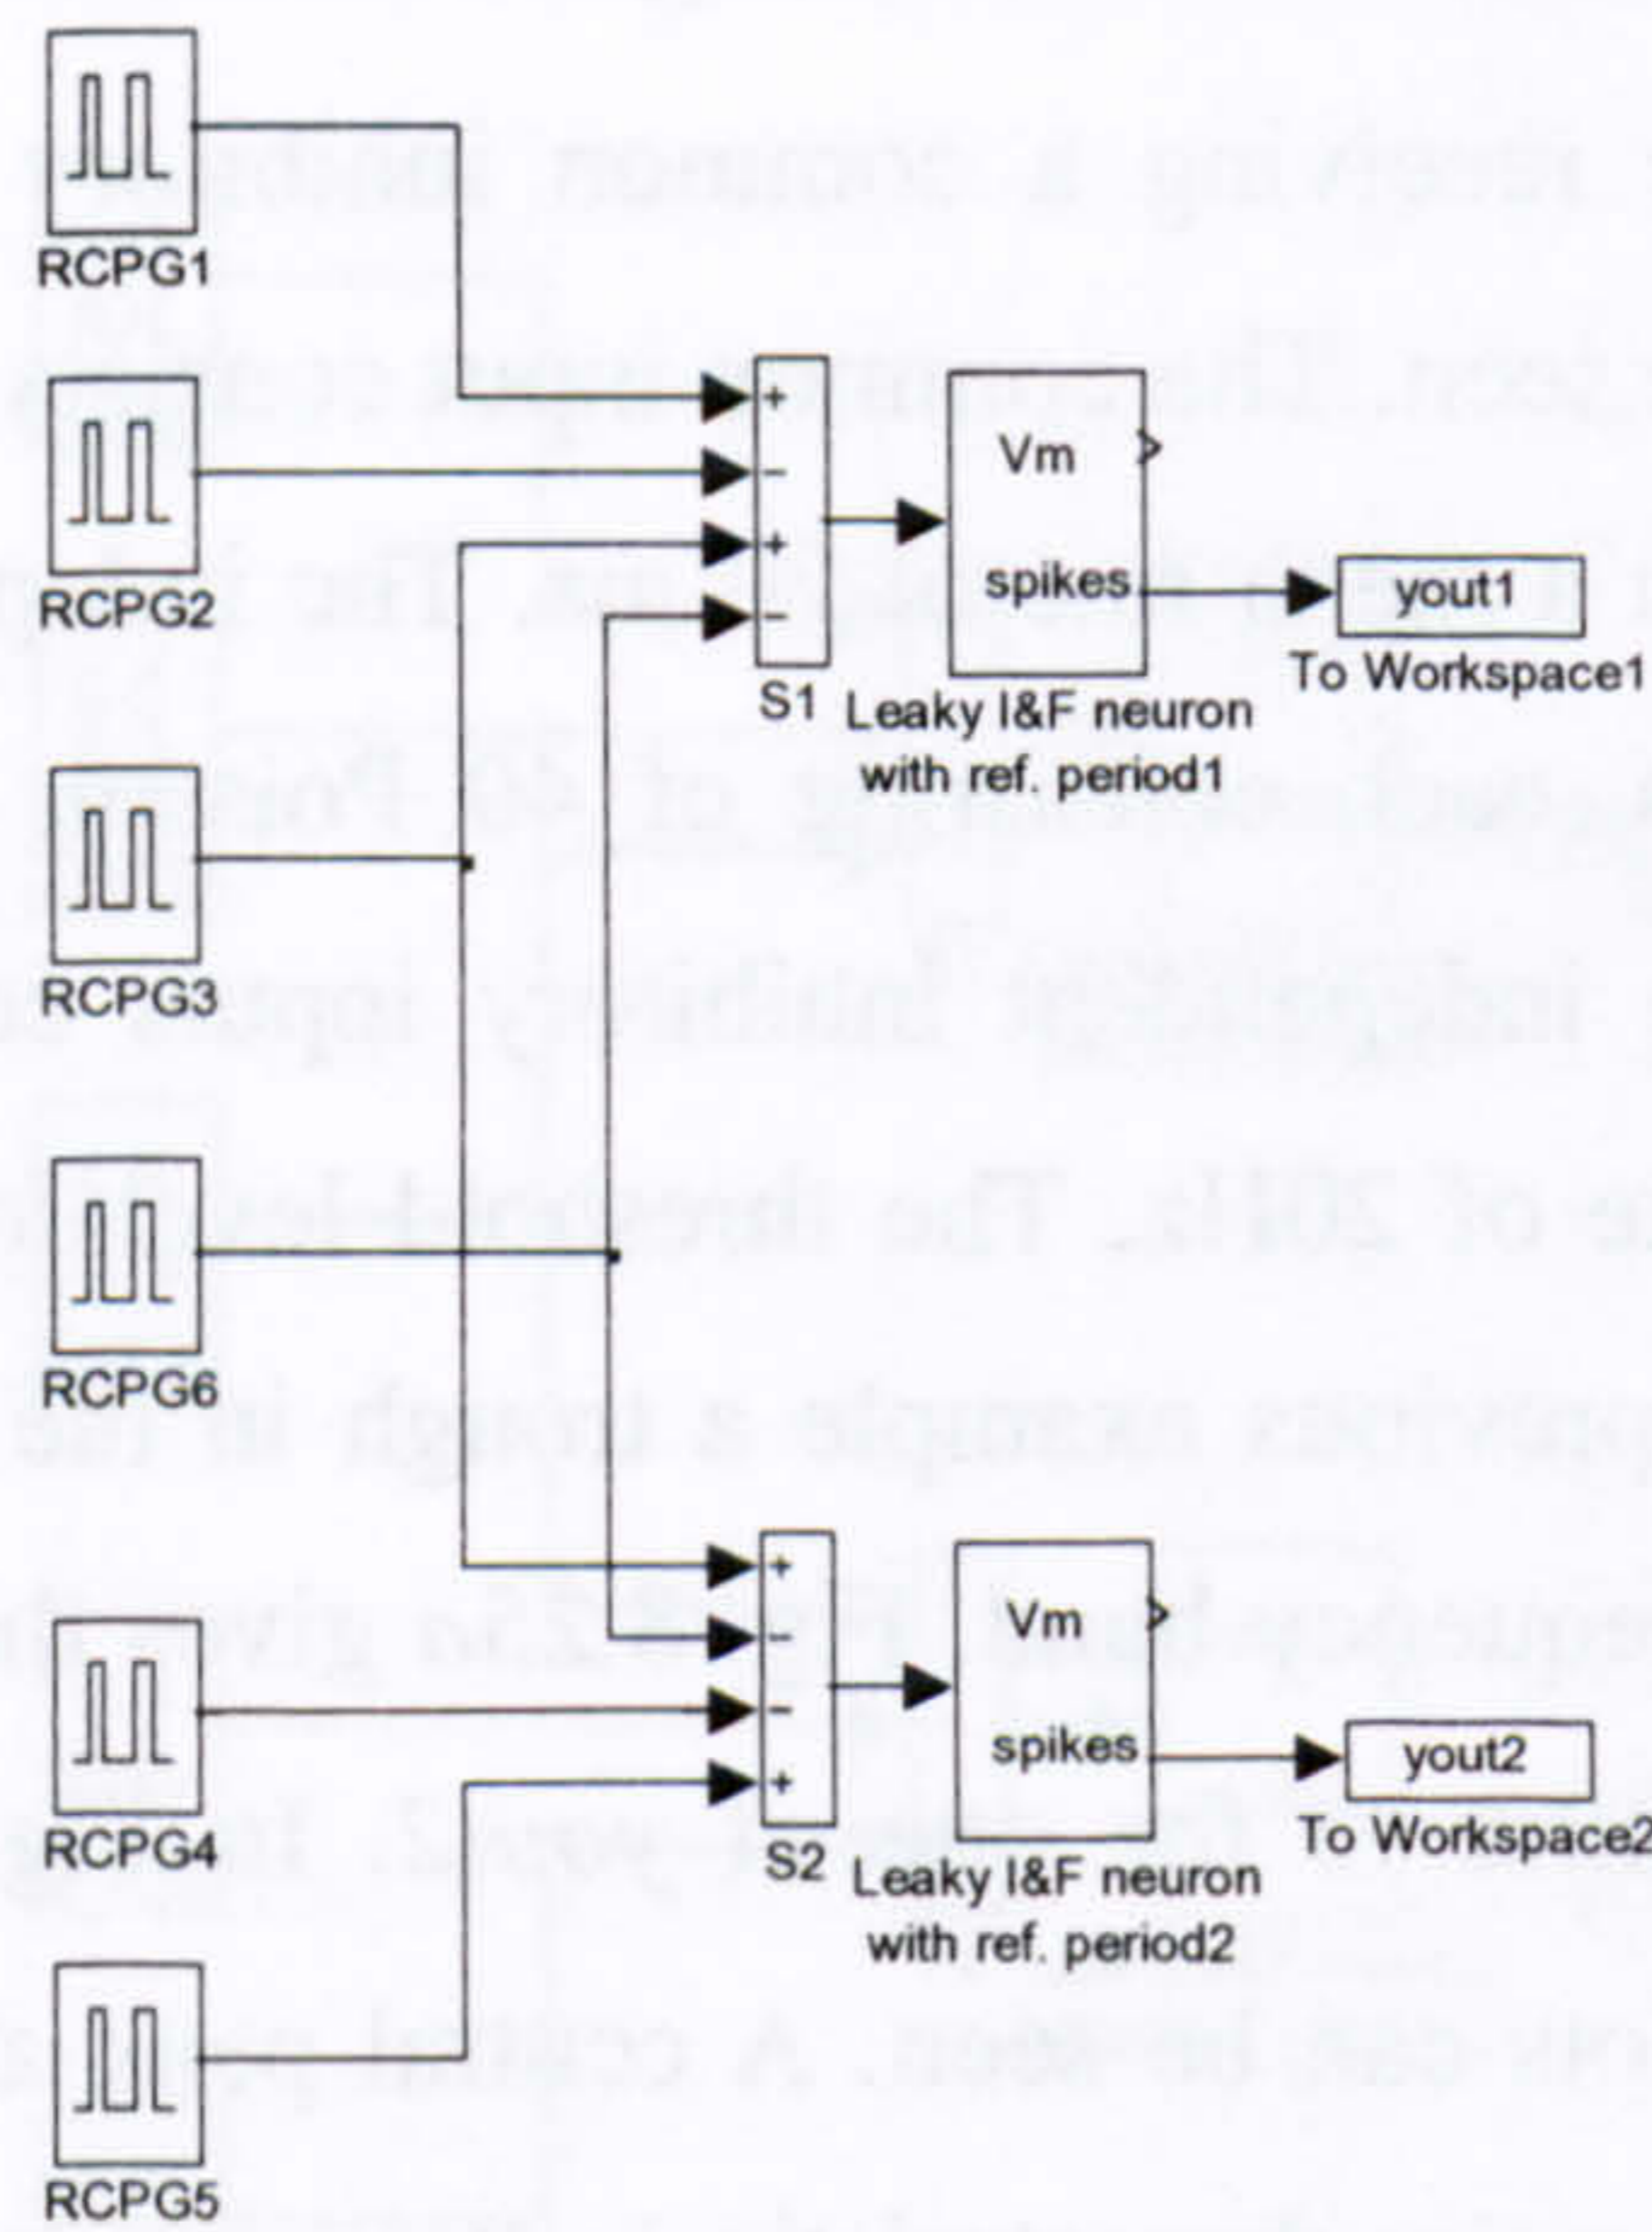 RCPG1
RCPG2
RCPG3
RCPG6
RCPG4
RCPG5
+
−
+
−
S1
Vm
spikes
Leaky I&F neuron
with ref. period1
yout1
To Workspace1
+
−
−
+
S2
Vm
spikes
Leaky I&F neuron
with ref. period2
yout2
To Workspace2